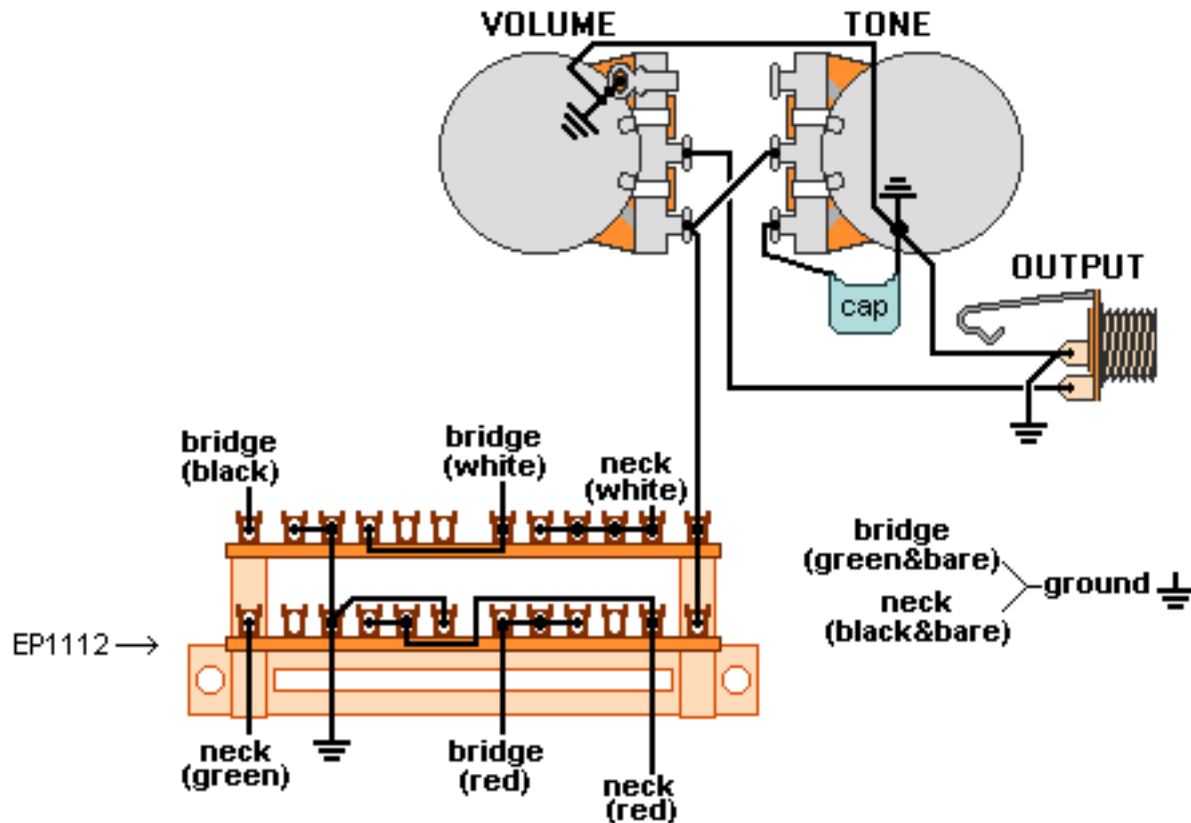 VOLUME
TONE
OUTPUT
cap
bridge
(black)
bridge
(white)
neck
(white)
bridge
(green&bare)
neck
(black&bare)
ground
EP1112
neck
(green)
bridge
(red)
neck
(red)